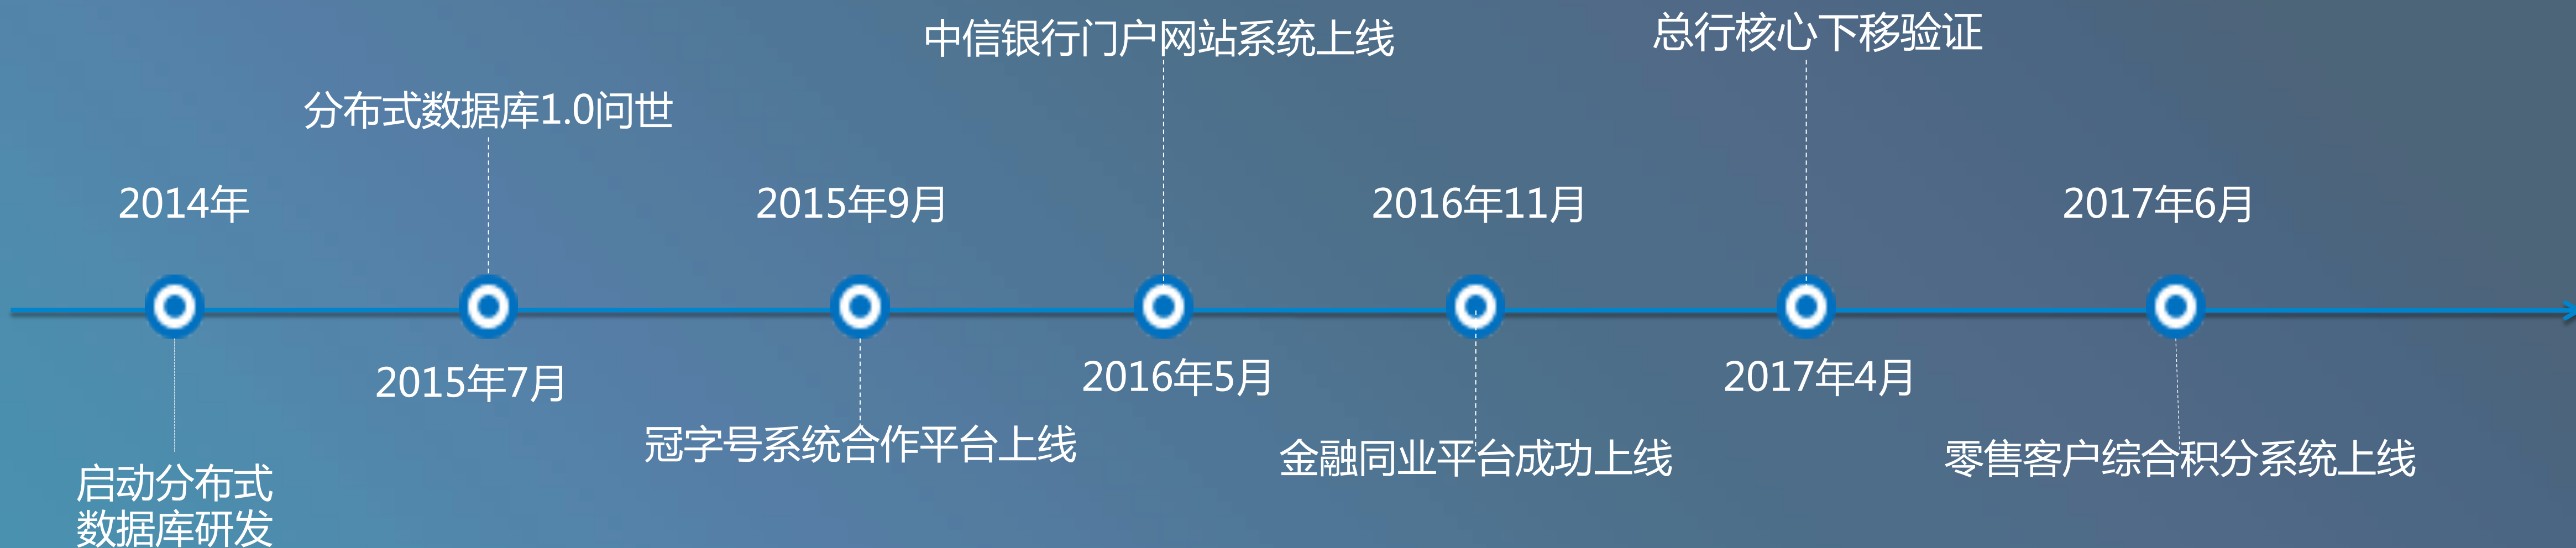 2014年
启动分布式
数据库研发
分布式数据库1.0问世
2015年7月
2015年9月
冠字号系统合作平台上线
中信银行门户网站系统上线
2016年5月
2016年11月
金融同业平台成功上线
总行核心下移验证
2017年4月
2017年6月
零售客户综合积分系统上线